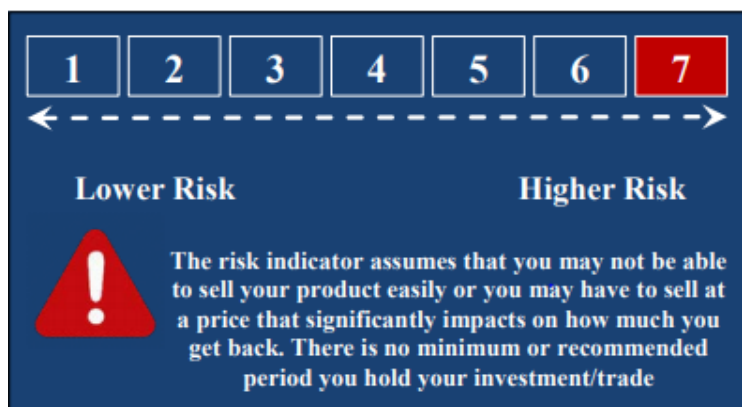 1 2 3 4 5 6 7
Lower Risk Higher Risk
The risk indicator assumes that you may not be able
to sell your product easily or you may have to sell at
a price that significantly impacts on how much you
get back. There is no minimum or recommended
period you hold your investment/trade